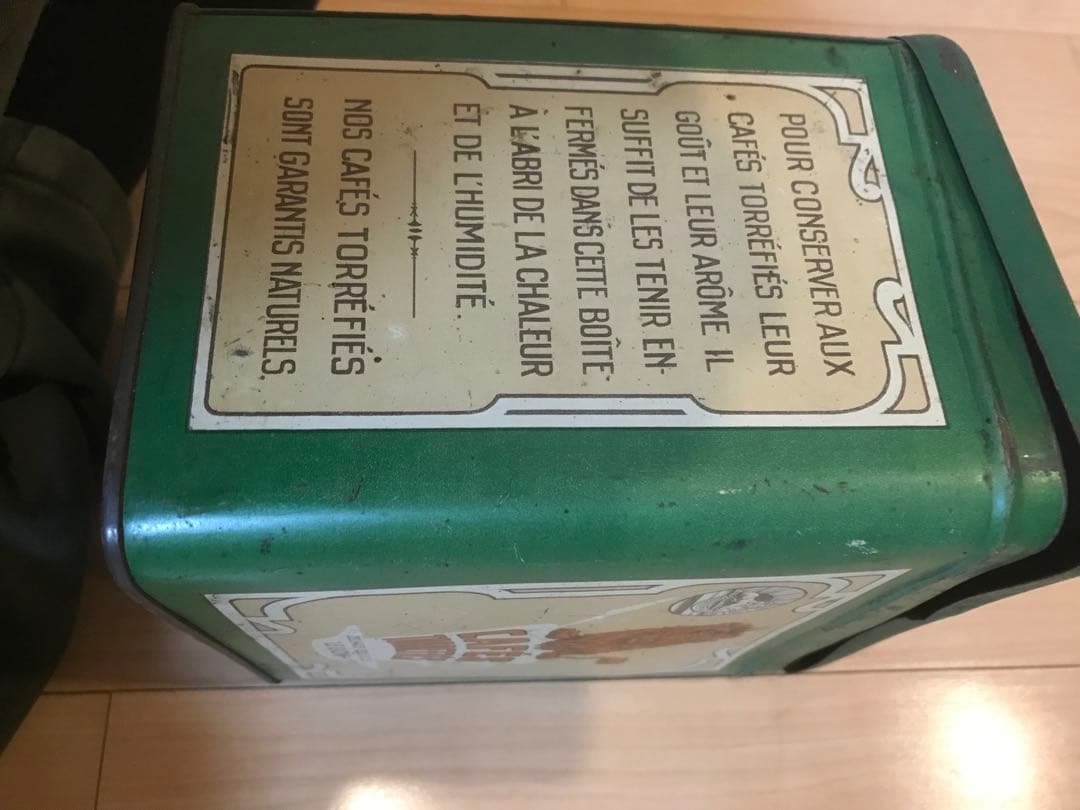 POUR CONSERVER AUX
CAFÉS TORRÉFIÉS LEUR
GOÛT ET LEUR ARÔME IL
SUFFIT DE LES TENIR EN-
FERMÉS DANS CETTE BOÎTE
À L'ABRI DE LA CHALEUR
ET DE L'HUMIDITÉ.
NOS CAFÉS TORRÉFIÉS
SONT GARANTIS NATURELS.
CAFÉS